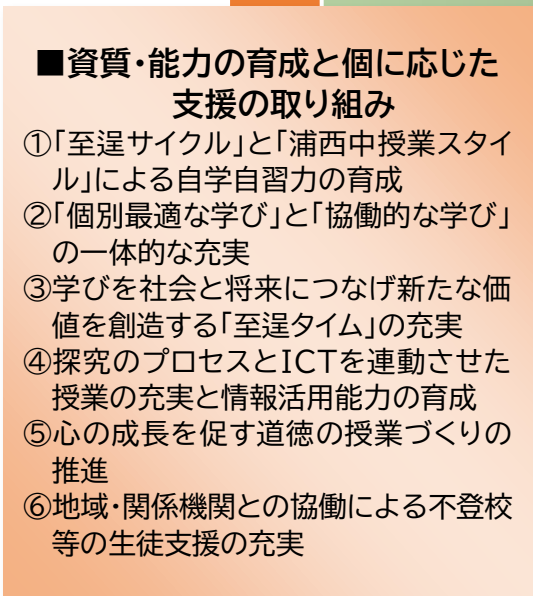 ■資質・能力の育成と個に応じた
支援の取り組み
①「至逞サイクル」と「浦西中授業スタイ
ル」による自学自習力の育成
②「個別最適な学び」と「協働的な学び」
の一体的な充実
③学びを社会と将来につなげ新たな価
値を創造する「至逞タイム」の充実
④探究のプロセスとICTを連動させた
授業の充実と情報活用能力の育成
⑤心の成長を促す道徳の授業づくりの
推進
⑥地域・関係機関との協働による不登校
等の生徒支援の充実